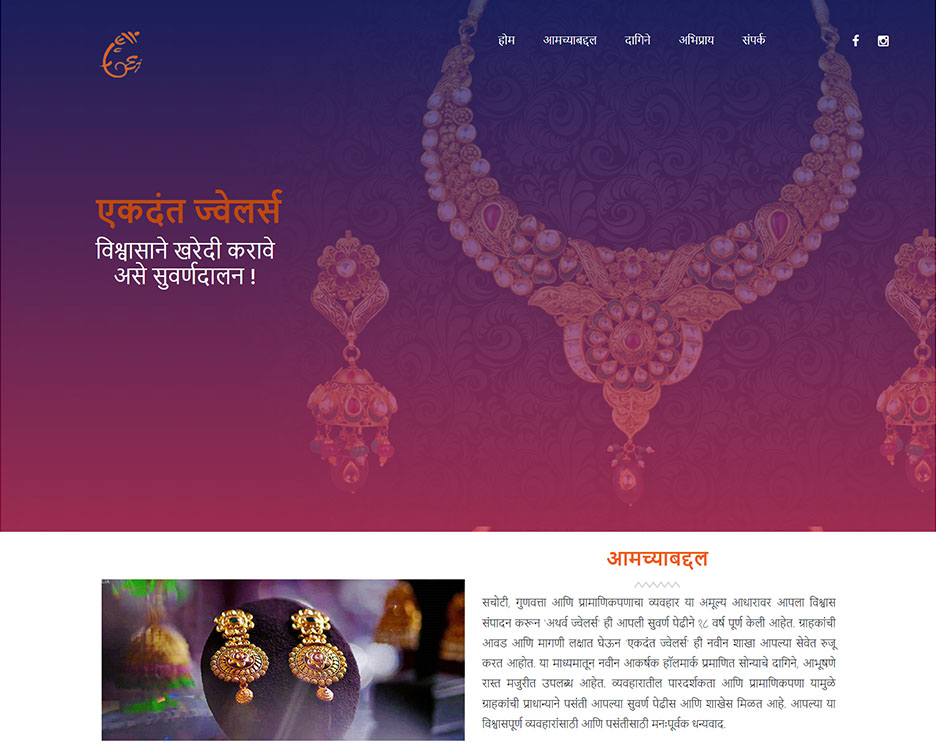 होम आमच्याबद्दल दागिने अभिप्राय संपर्क
एकदंत ज्वेलर्स
विश्वासाने खरेदी करावे
असे सुवर्णदालन !
आमच्याबद्दल
सचोटी, गुणवत्ता आणि प्रामाणिकपणाचा व्यवहार या अमूल्य आधारावर आपला विश्वास
संपादन करून 'अथर्व ज्वेलर्स' ही आपली सुवर्ण पेढीने १८ वर्ष पूर्ण केली आहेत. ग्राहकांची
आवड आणि मागणी लक्षात घेऊन 'एकदंत ज्वेलर्स' ही नवीन शाखा आपल्या सेवेत रुजू
करत आहोत. या माध्यमातून नवीन आकर्षक हॉलमार्क प्रमाणित सोन्याचे दागिने, आभूषणे
रास्त मजुरीत उपलब्ध आहेत. व्यवहारातील पारदर्शकता आणि प्रामाणिकपणा यामुळे
ग्राहकांची प्राधान्याने पसंती आपल्या सुवर्ण पेढीस आणि शाखेस मिळत आहे. आपल्या या
विश्वासपूर्ण व्यवहारांसाठी आणि पसंतीसाठी मनःपूर्वक धन्यवाद.